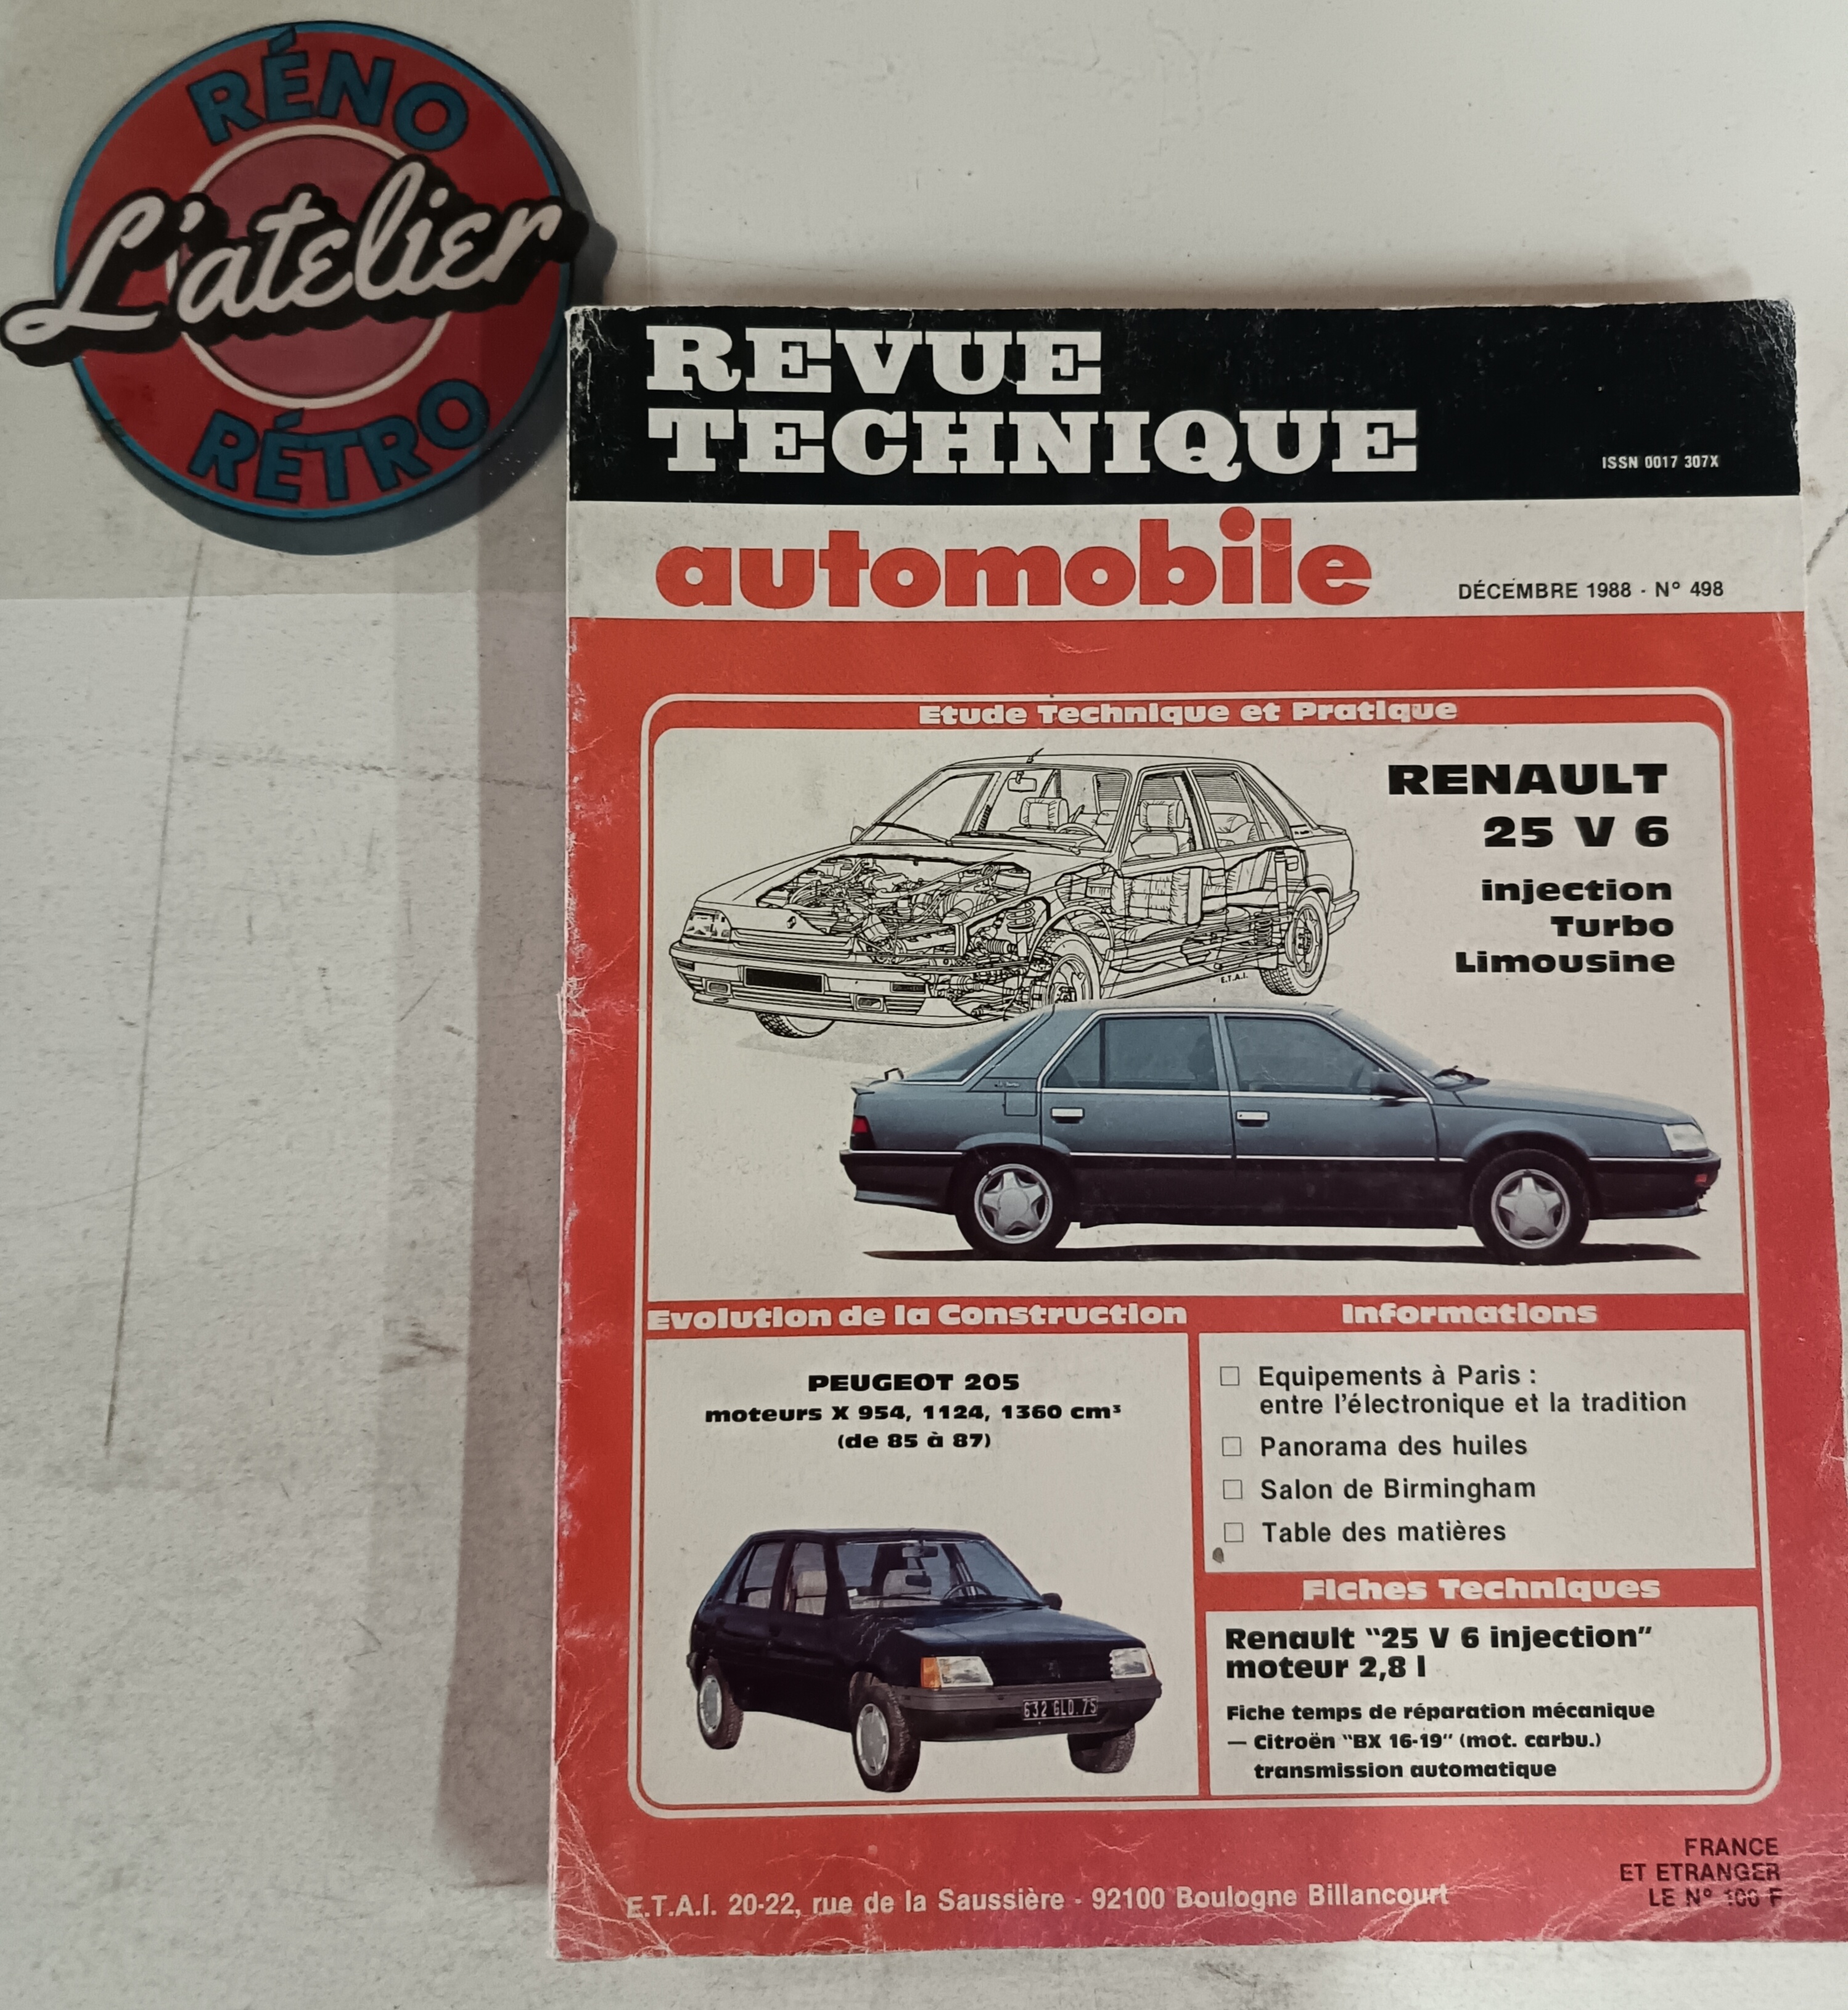 RÉNO
L'atelier
RÉTRO
REVUE
TECHNIQUE
ISSN 0017 307X
automobile
DÉCEMBRE 1988 - N° 498
Etude Technique et Pratique
RENAULT
25 V 6
injection
Turbo
Limousine
E.T.A.I.
Evolution de la Construction
PEUGEOT 205
moteurs X 954, 1124, 1360 cm³
(de 85 à 87)
632 GLD.75
Informations
□ Equipements à Paris :
entre l'électronique et la tradition
□ Panorama des huiles
□ Salon de Birmingham
□ Table des matières
Fiches Techniques
Renault "25 V 6 injection"
moteur 2,8 l
Fiche temps de réparation mécanique
— Citroën "BX 16-19" (mot. carbu.)
transmission automatique
E.T.A.I. 20-22, rue de la Saussière - 92100 Boulogne Billancourt
FRANCE
ET ETRANGER
LE N° 100 F